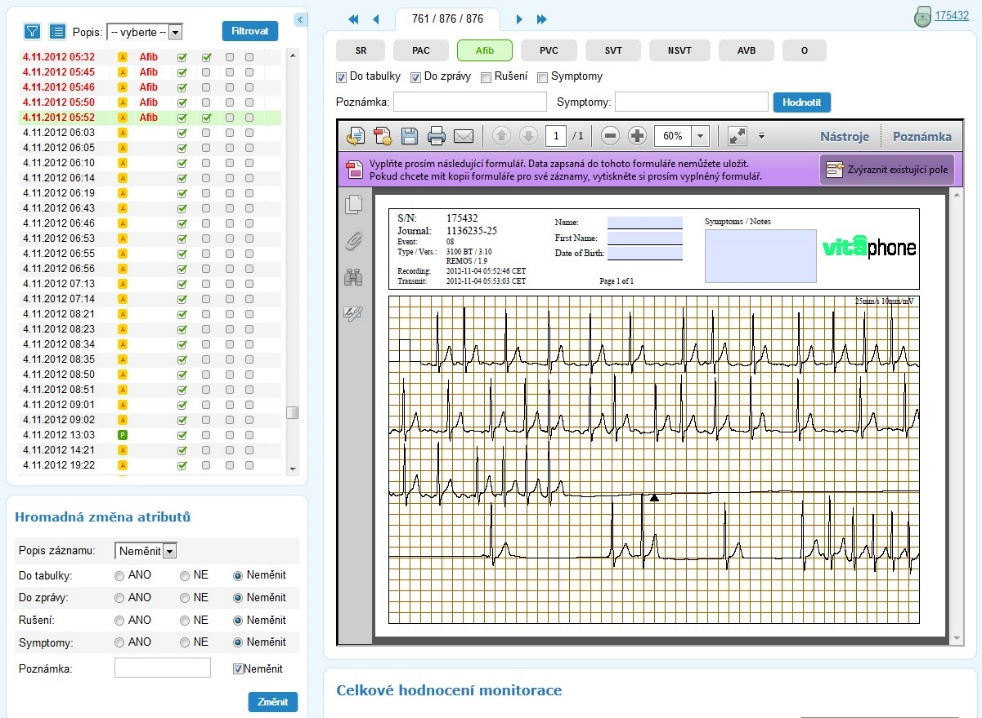 Popis: -- vyberte --
Filtrovat
4.11.2012 05:32 A Afib
4.11.2012 05:45 A Afib
4.11.2012 05:46 A Afib
4.11.2012 05:50 A Afib
4.11.2012 05:52 A Afib
4.11.2012 06:03 A
4.11.2012 06:05 A
4.11.2012 06:10 A
4.11.2012 06:14 A
4.11.2012 06:19 A
4.11.2012 06:43 A
4.11.2012 06:46 A
4.11.2012 06:53 A
4.11.2012 06:55 A
4.11.2012 06:56 A
4.11.2012 07:13 A
4.11.2012 07:14 A
4.11.2012 08:21 A
4.11.2012 08:23 A
4.11.2012 08:34 A
4.11.2012 08:35 A
4.11.2012 08:50 A
4.11.2012 08:51 A
4.11.2012 09:01 A
4.11.2012 09:02 A
4.11.2012 13:03 P
4.11.2012 14:21 A
4.11.2012 19:22 A
Hromadná změna atributů
Popis záznamu: Neměnit
Do tabulky: ANO NE Neměnit
Do zprávy: ANO NE Neměnit
Rušení: ANO NE Neměnit
Symptomy: ANO NE Neměnit
Poznámka: Neměnit
Změnit
761 / 876 / 876
175432
SR PAC Afib PVC SVT NSVT AVB O
Do tabulky Do zprávy Rušení Symptomy
Poznámka: Symptomy: Hodnotit
1 / 1 60% Nástroje Poznámka
Vyplňte prosím následující formulář. Data zapsaná do tohoto formuláře nemůžete uložit.
Pokud chcete mít kopii formuláře pro své záznamy, vytiskněte si prosím vyplněný formulář.
Zvýraznit existující pole
S/N: 175432
Journal: 1136235-25
Event: 08
Type / Vers.: 3100 BT / 3.10
REMOS / 1.9
Recording: 2012-11-04 05:52:46 CET
Transmit: 2012-11-04 05:53:03 CET
Name:
First Name:
Date of Birth:
Page 1 of 1
Symptoms / Notes
vitaphone
25mm/s 10mm/mV
Celkové hodnocení monitorace